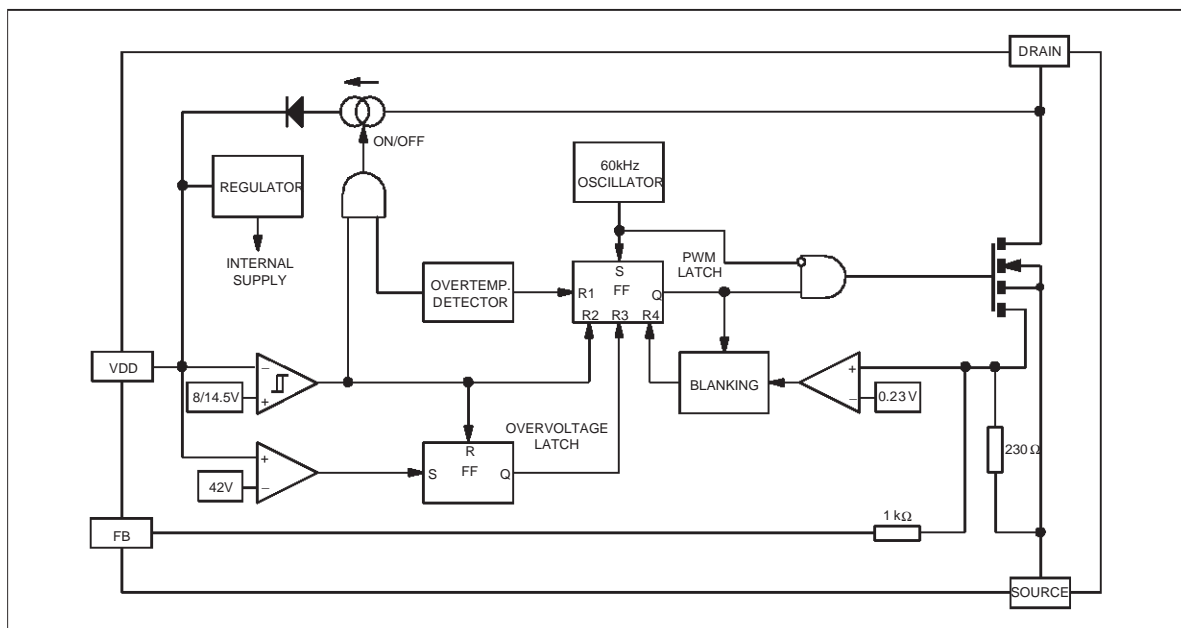 DRAIN
ON/OFF
60kHz
OSCILLATOR
REGULATOR
INTERNAL
SUPPLY
PWM
LATCH
OVERTEMP.
DETECTOR
S
FF
R1
Q
R2 R3 R4
VDD
−
+
8/14.5V
BLANKING
+
−
0.23 V
OVERVOLTAGE
LATCH
+
−
42V
R
FF
S
Q
230 Ω
1 kΩ
FB
SOURCE